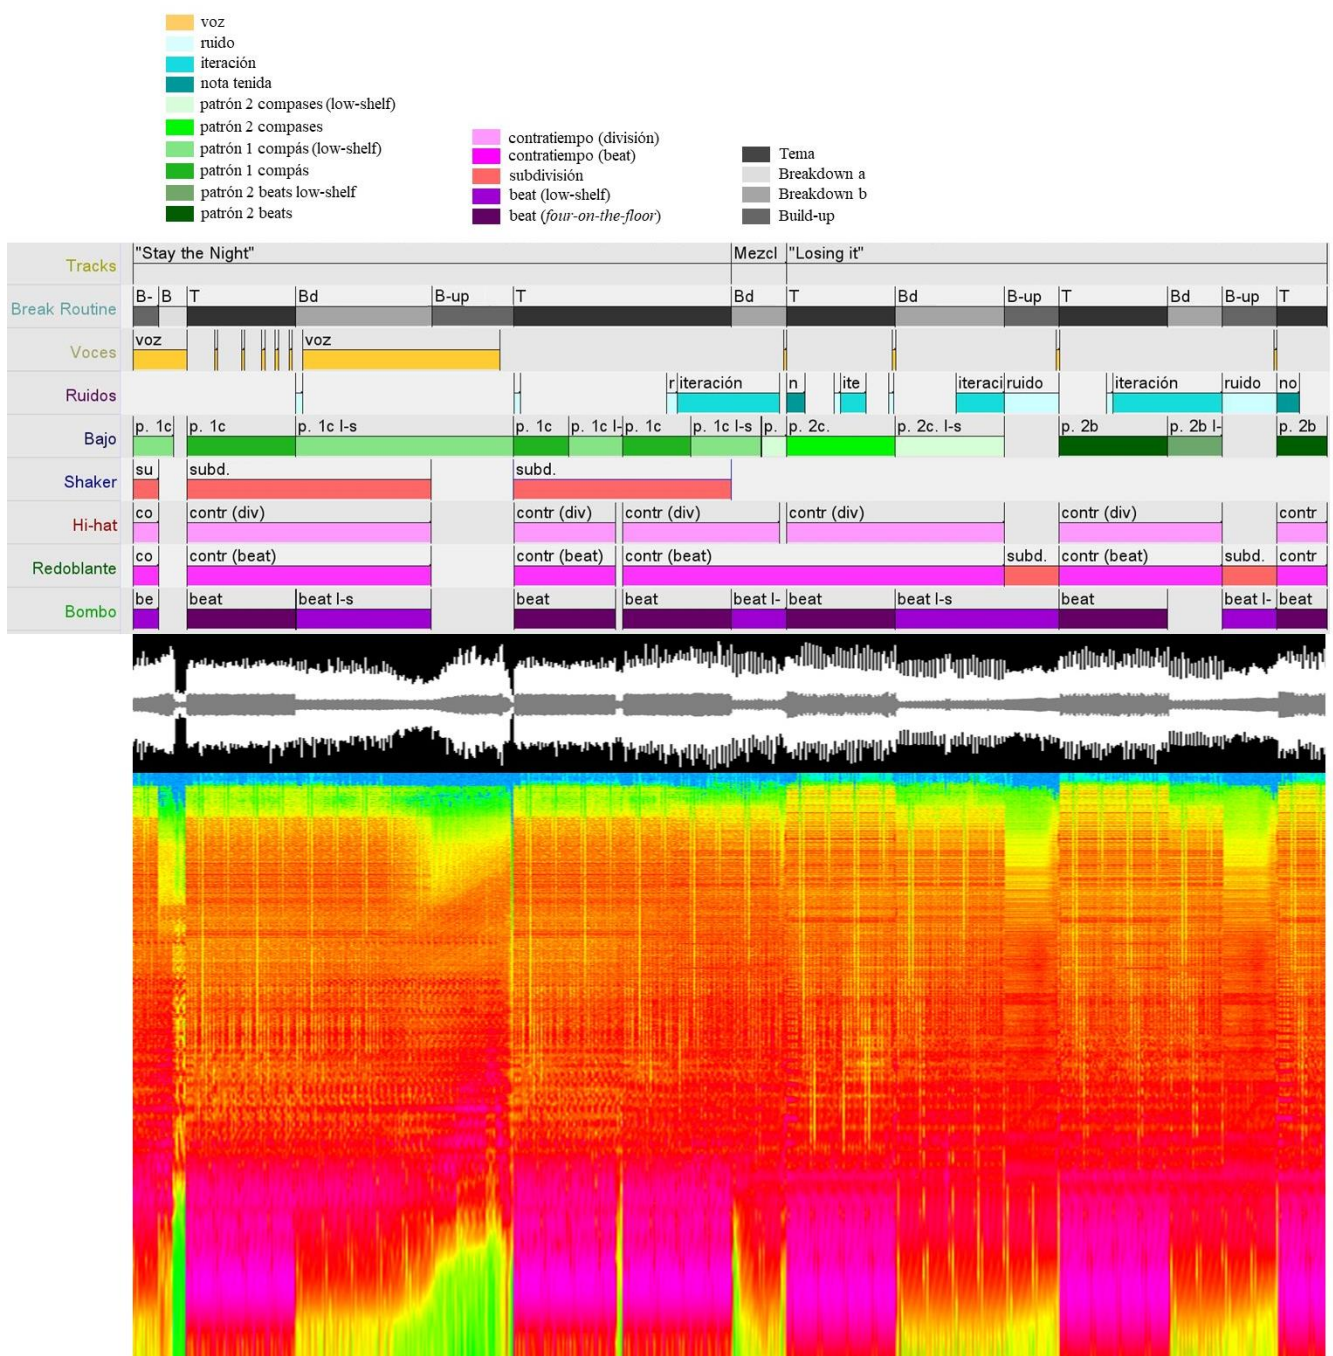 voz
ruido
iteración
nota tenida
patrón 2 compases (low-shelf)
patrón 2 compases
patrón 1 compás (low-shelf)
patrón 1 compás
patrón 2 beats low-shelf
patrón 2 beats
contratiempo (división)
contratiempo (beat)
subdivisión
beat (low-shelf)
beat (four-on-the-floor)
Tema
Breakdown a
Breakdown b
Build-up
Tracks "Stay the Night" Mezcl "Losing it"
Break Routine B- B T Bd B-up T Bd T Bd B-up T Bd B-up T
Voces voz voz
Ruidos r iteración n ite iteraci ruido iteración ruido no
Bajo p. 1c p. 1c p. 1c l-s p. 1c p. 1c l- p. 1c p. 1c l-s p. p. 2c. p. 2c. l-s p. 2b p. 2b l- p. 2b
Shaker su subd. subd.
Hi-hat co contr (div) contr (div) contr (div) contr (div) contr (div) contr
Redoblante co contr (beat) contr (beat) contr (beat) subd. contr (beat) subd. contr
Bombo be beat beat l-s beat beat beat l- beat beat l-s beat beat l- beat